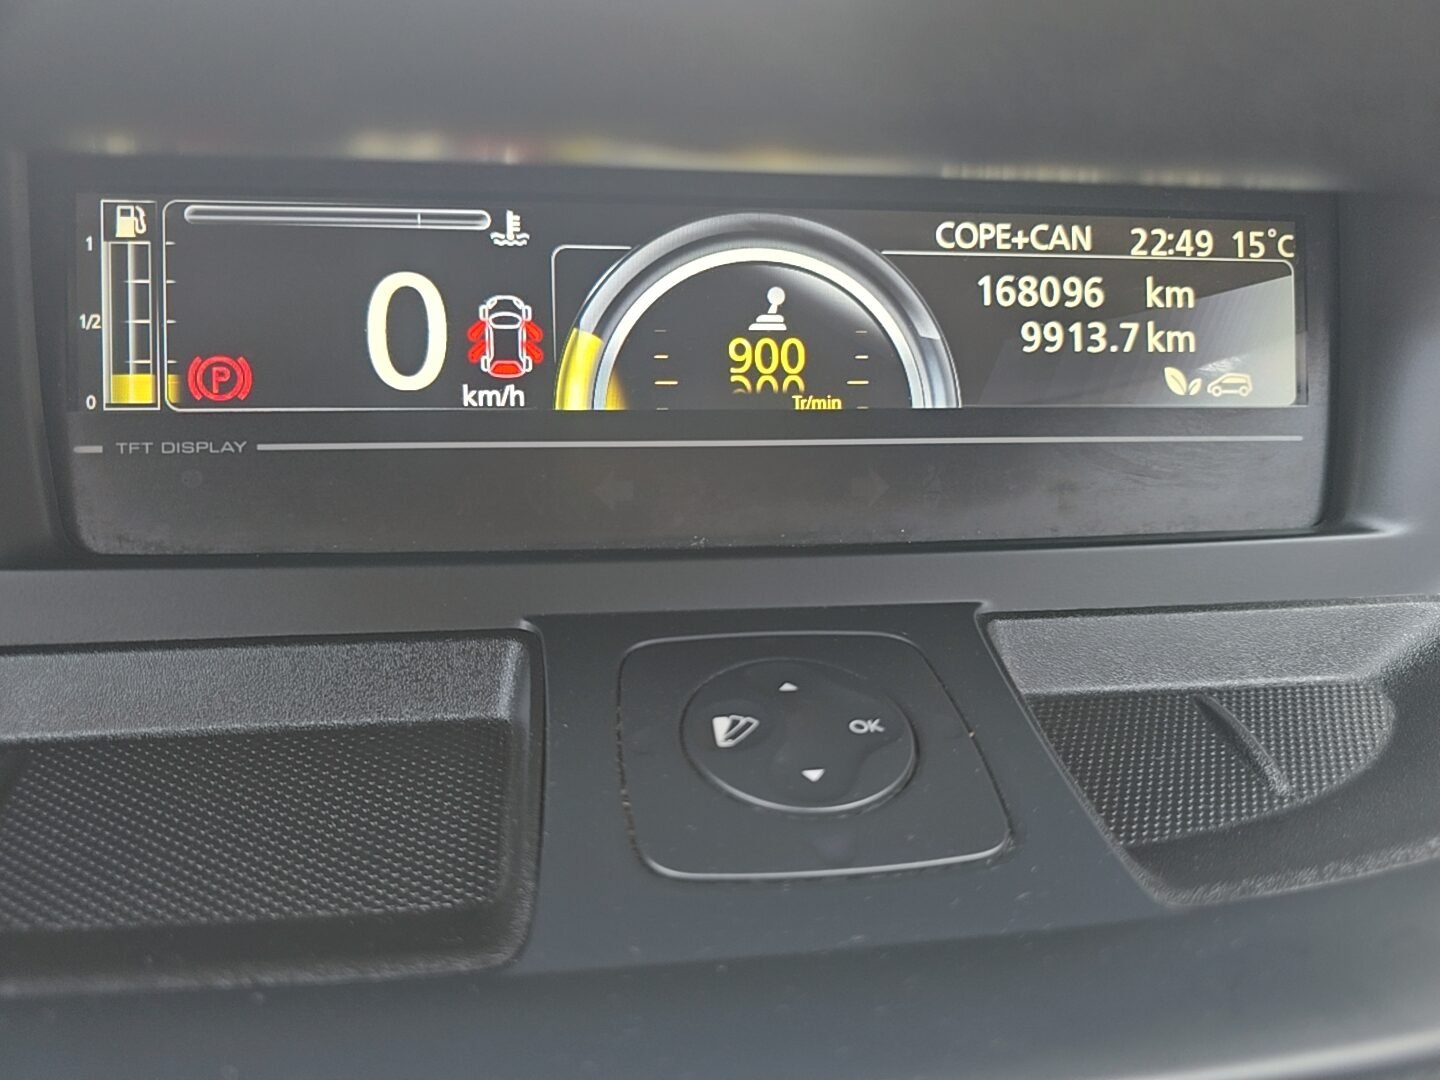 COPE+CAN 22:49 15°C
1
1/2
0
P
0
km/h
900
Tr/min
168096 km
9913.7 km
TFT DISPLAY
OK